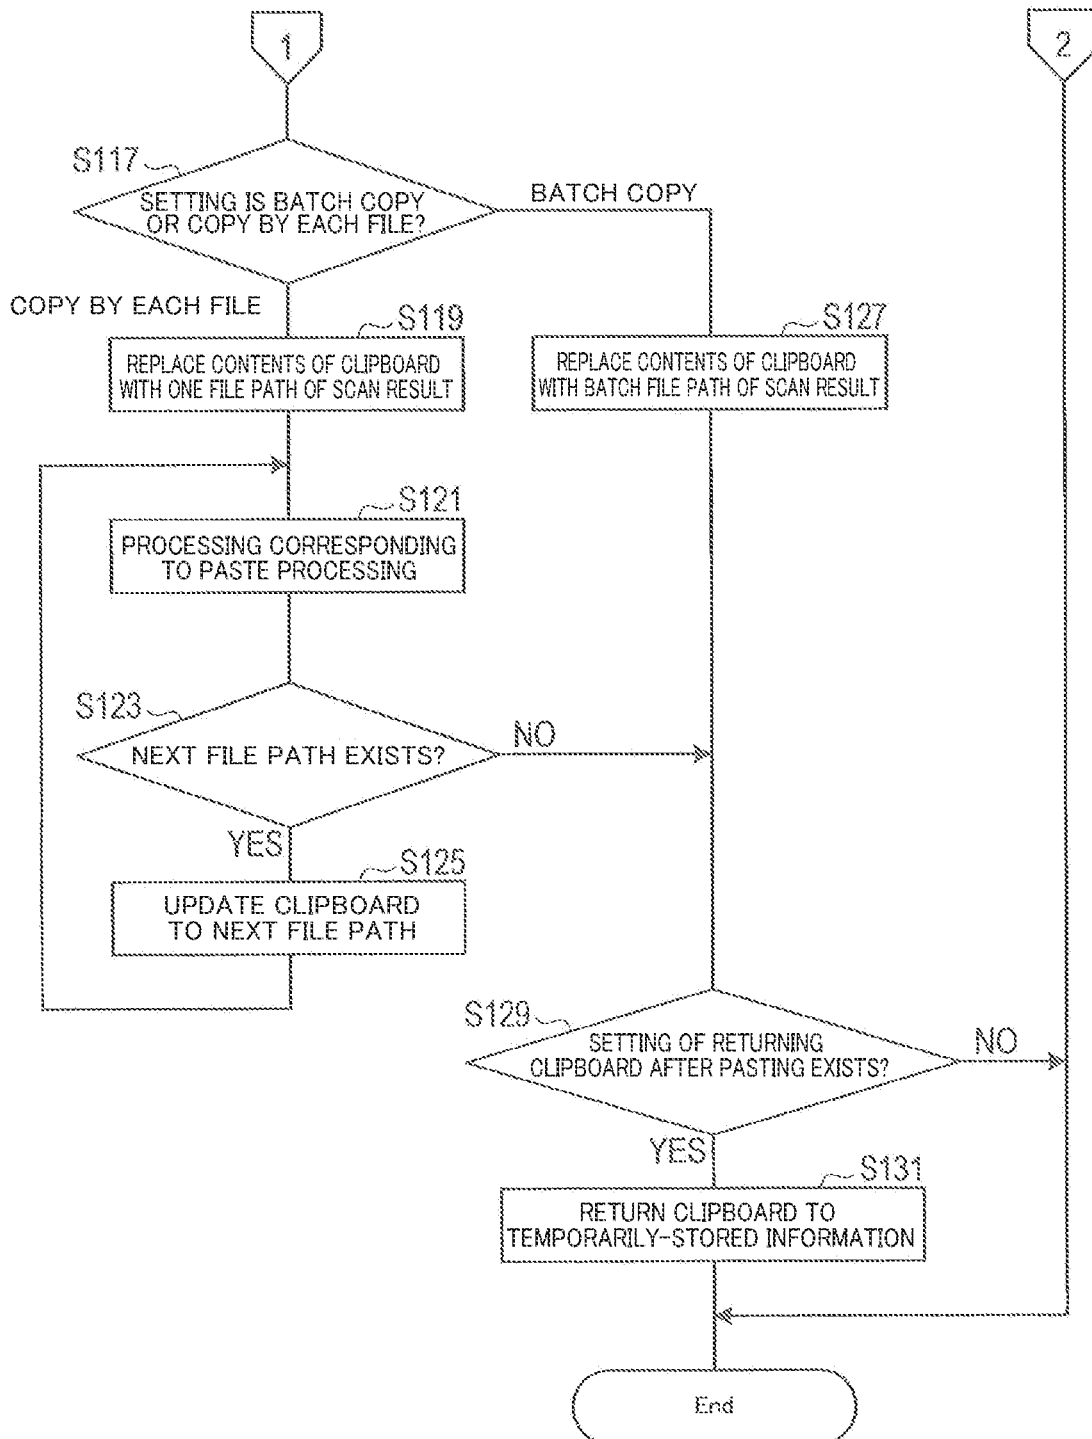 1
2
S117
SETTING IS BATCH COPY
OR COPY BY EACH FILE?
BATCH COPY
COPY BY EACH FILE
S119
REPLACE CONTENTS OF CLIPBOARD
WITH ONE FILE PATH OF SCAN RESULT
S127
REPLACE CONTENTS OF CLIPBOARD
WITH BATCH FILE PATH OF SCAN RESULT
S121
PROCESSING CORRESPONDING
TO PASTE PROCESSING
S123
NEXT FILE PATH EXISTS?
NO
YES
S125
UPDATE CLIPBOARD
TO NEXT FILE PATH
S129
SETTING OF RETURNING
CLIPBOARD AFTER PASTING EXISTS?
NO
YES
S131
RETURN CLIPBOARD TO
TEMPORARILY-STORED INFORMATION
End